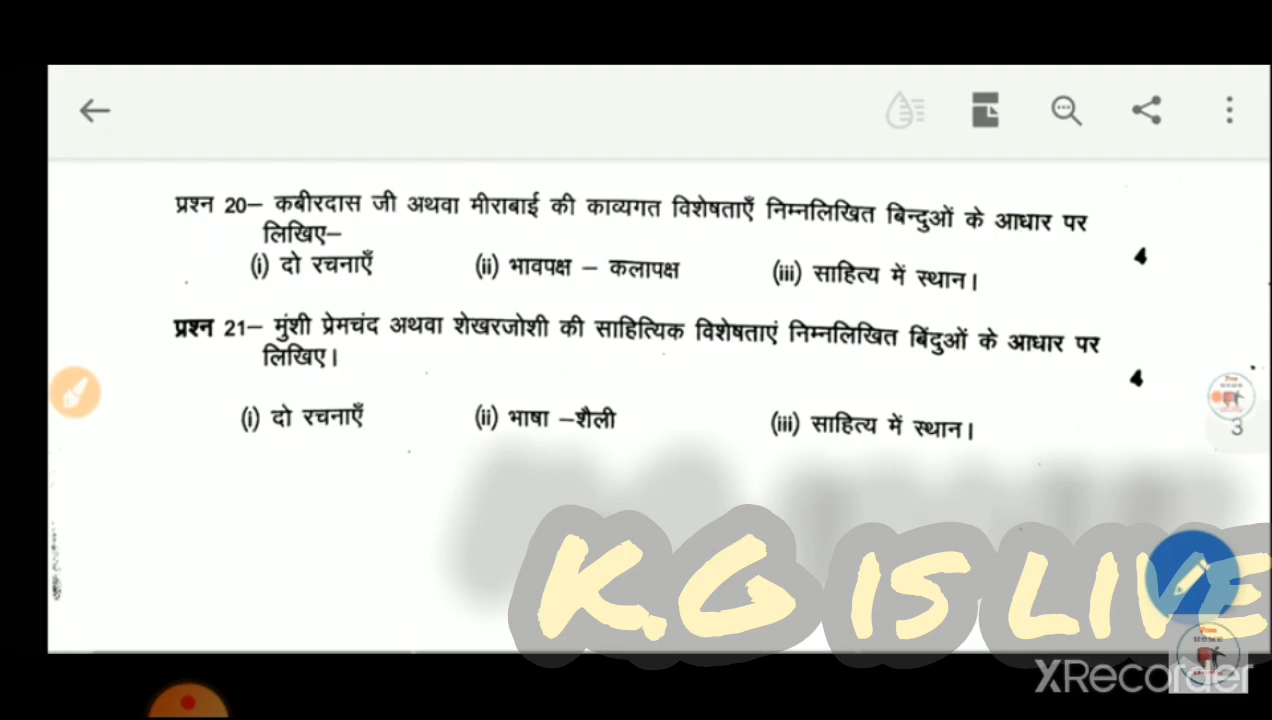 प्रश्न 20– कबीरदास जी अथवा मीराबाई की काव्यगत विशेषताएँ निम्नलिखित बिन्दुओं के आधार पर
लिखिए–
4
(i) दो रचनाएँ (ii) भावपक्ष – कलापक्ष (iii) साहित्य में स्थान।
प्रश्न 21– मुंशी प्रेमचंद अथवा शेखरजोशी की साहित्यिक विशेषताएं निम्नलिखित बिंदुओं के आधार पर
लिखिए।
4
(i) दो रचनाएँ (ii) भाषा –शैली (iii) साहित्य में स्थान।
3
K.G IS LIVE
XRecorder